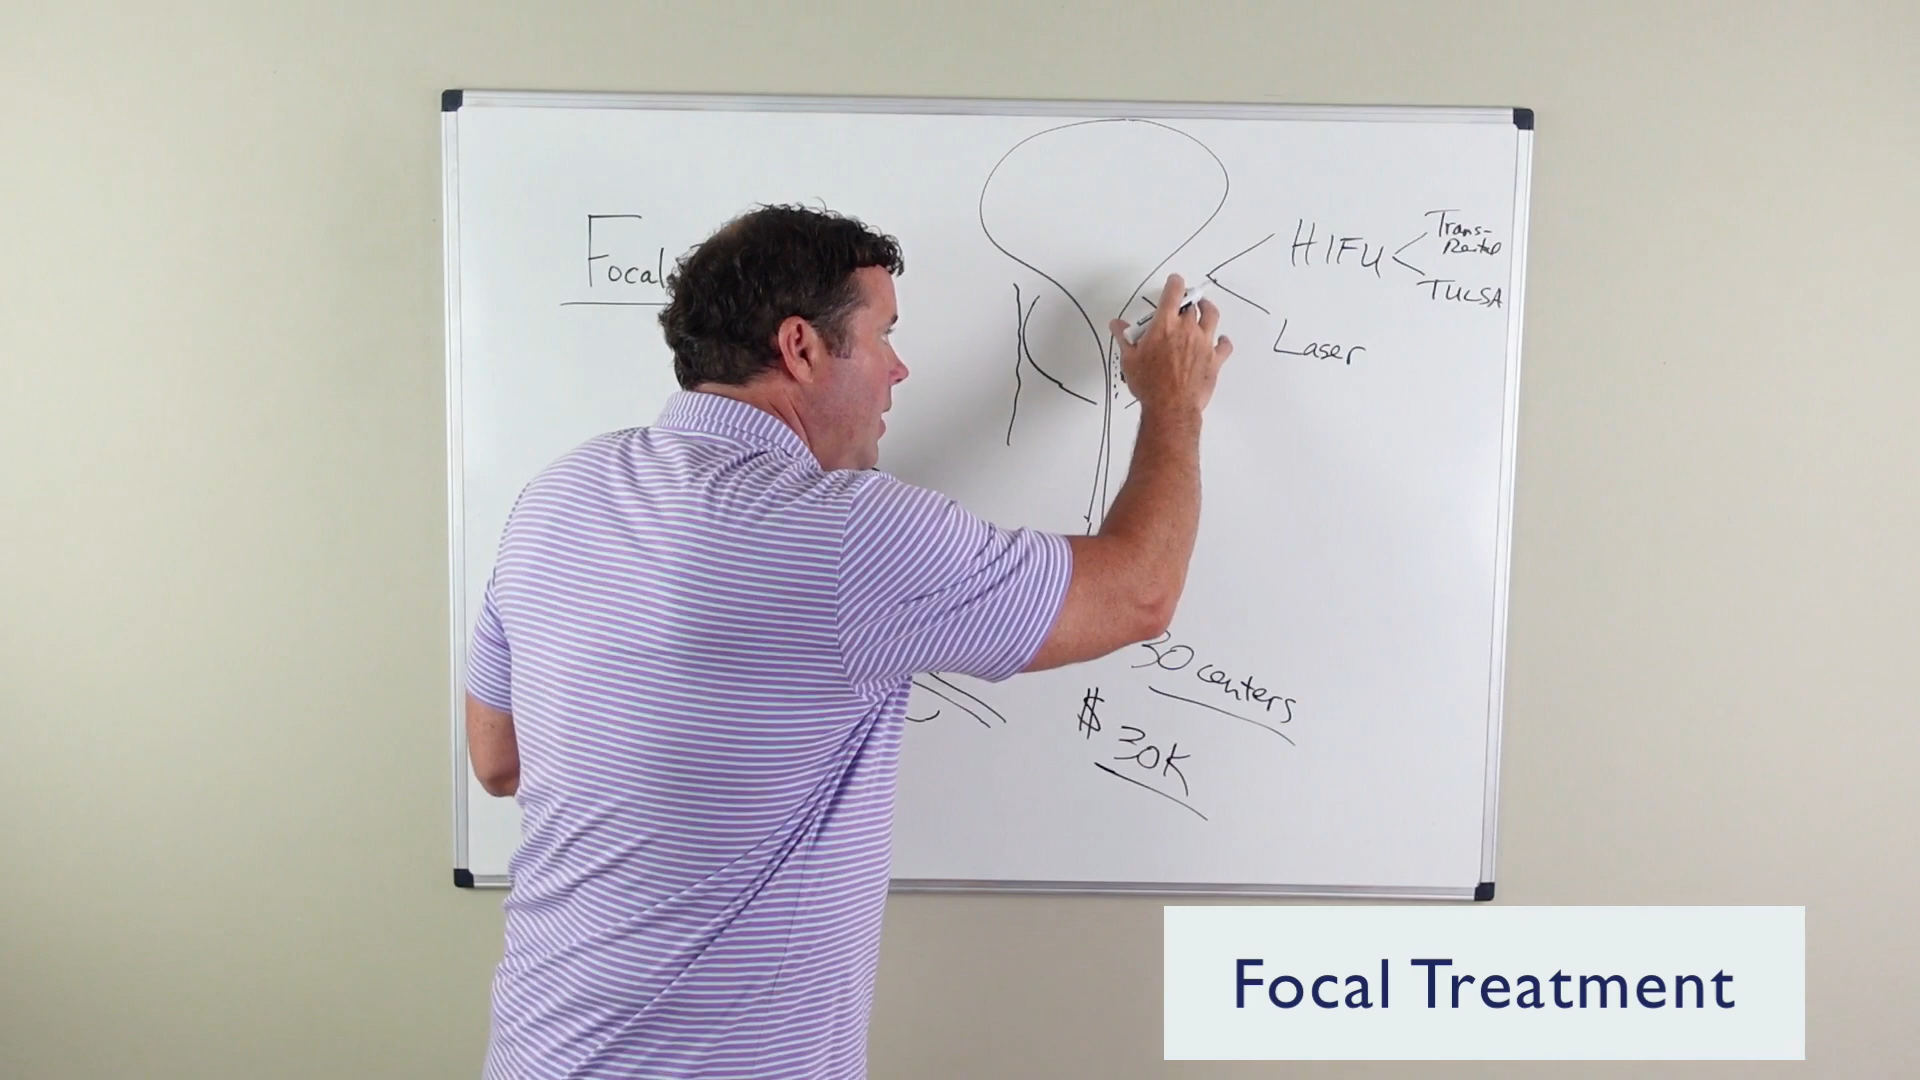 Focal
HIFU
Trans-
Rectal
TULSA
Laser
30 centers
$ 30K
Focal Treatment